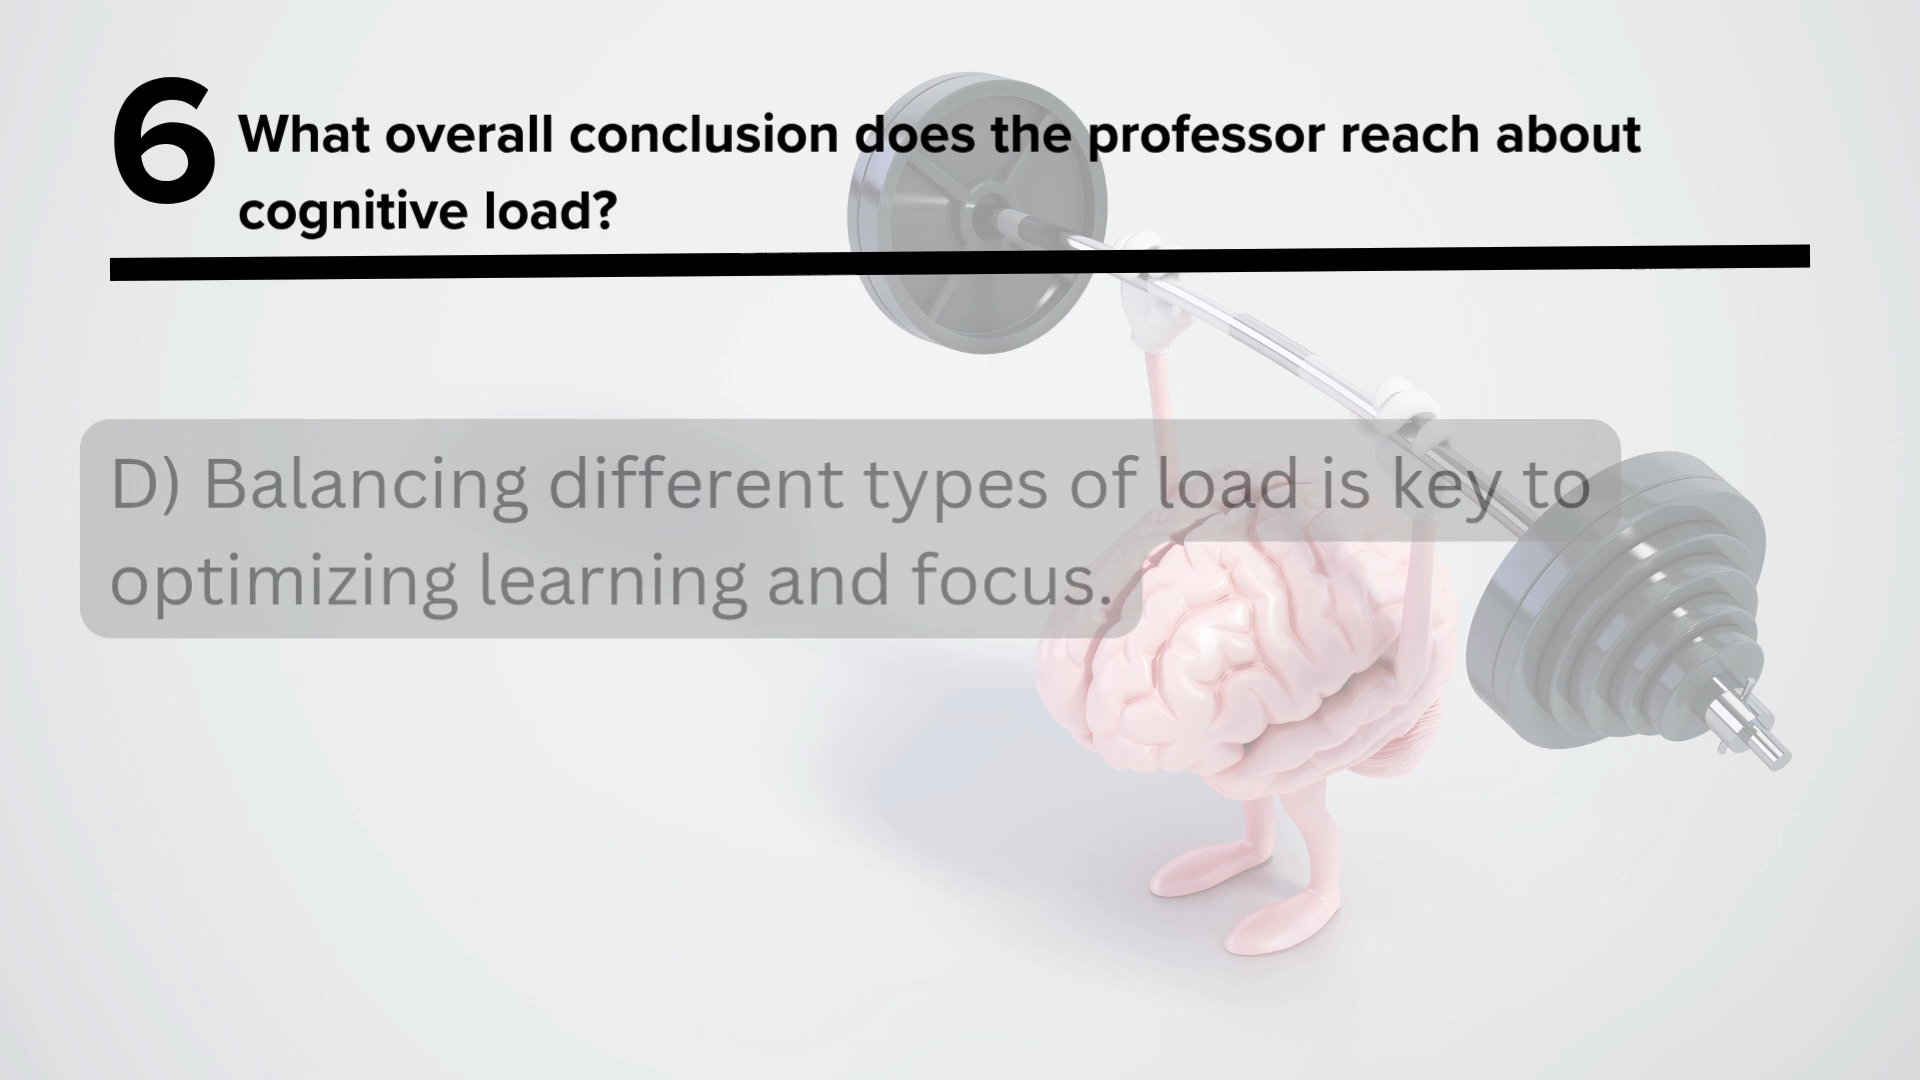 6
What overall conclusion does the professor reach about
cognitive load?
D) Balancing different types of load is key to
optimizing learning and focus.